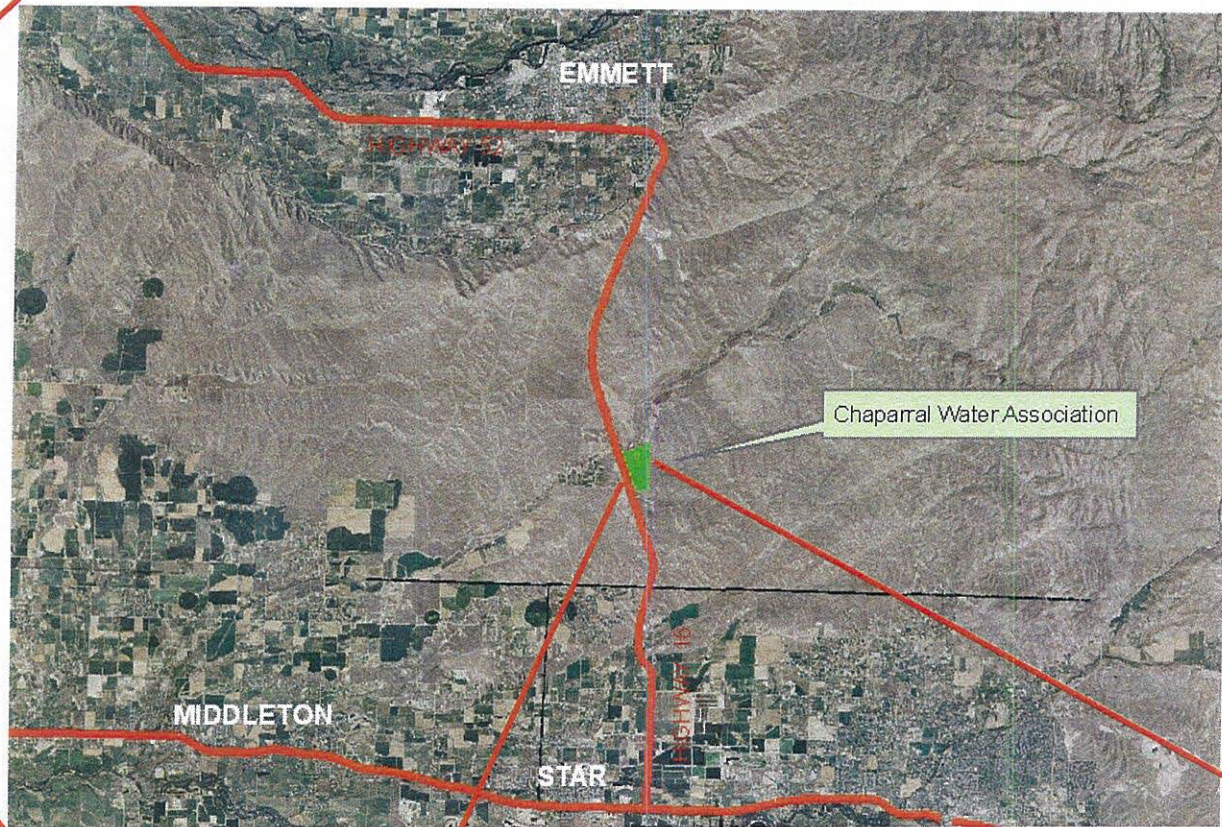 EMMETT
HIGHWAY 52
Chaparral Water Association
HIGHWAY 16
MIDDLETON
STAR